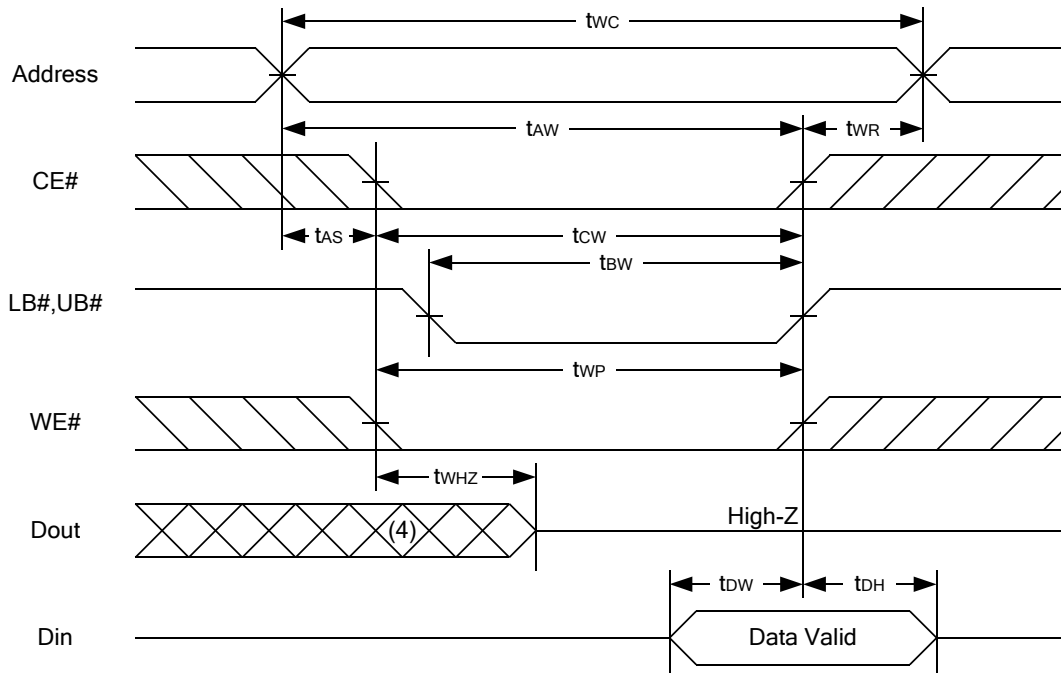 tWC
Address
tAW
tWR
CE#
tAS
tCW
tBW
LB#,UB#
tWP
WE#
tWHZ
Dout
(4)
High-Z
tDW
tDH
Din
Data Valid